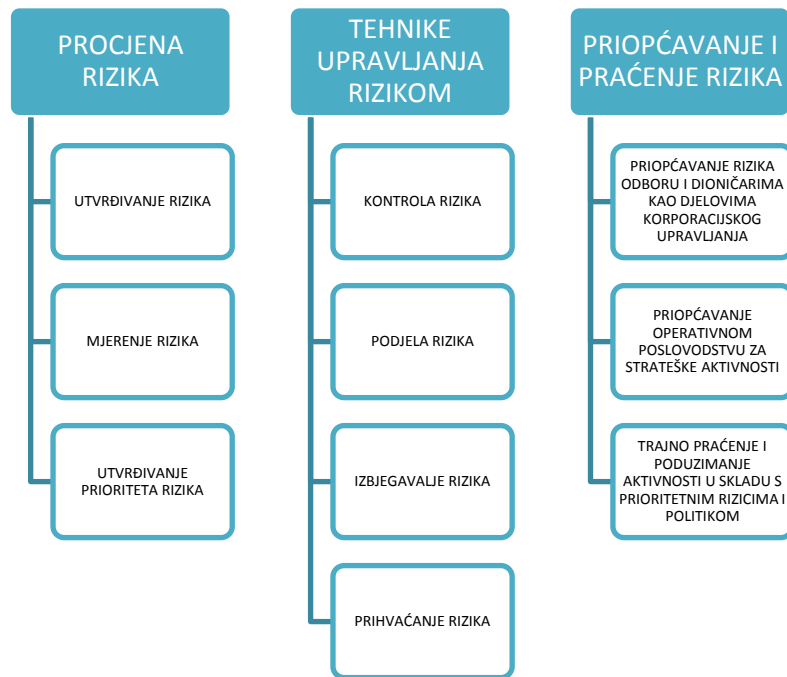 PROCJENA
RIZIKA
UTVRĐIVANJE RIZIKA
MJERENJE RIZIKA
UTVRĐIVANJE
PRIORITETA RIZIKA
TEHNIKE
UPRAVLJANJA
RIZIKOM
KONTROLA RIZIKA
PODJELA RIZIKA
IZBJEGAVALJE RIZIKA
PRIHVAĆANJE RIZIKA
PRIOPĆAVANJE I
PRAĆENJE RIZIKA
PRIOPĆAVANJE RIZIKA
ODBORU I DIONIČARIMA
KAO DJELOVIMA
KORPORACIJSKOG
UPRAVLJANJA
PRIOPĆAVANJE
OPERATIVNOM
POSLOVODSTVU ZA
STRATEŠKE AKTIVNOSTI
TRAJNO PRAĆENJE I
PODUZIMANJE
AKTIVNOSTI U SKLADU S
PRIORITETNIM RIZICIMA I
POLITIKOM